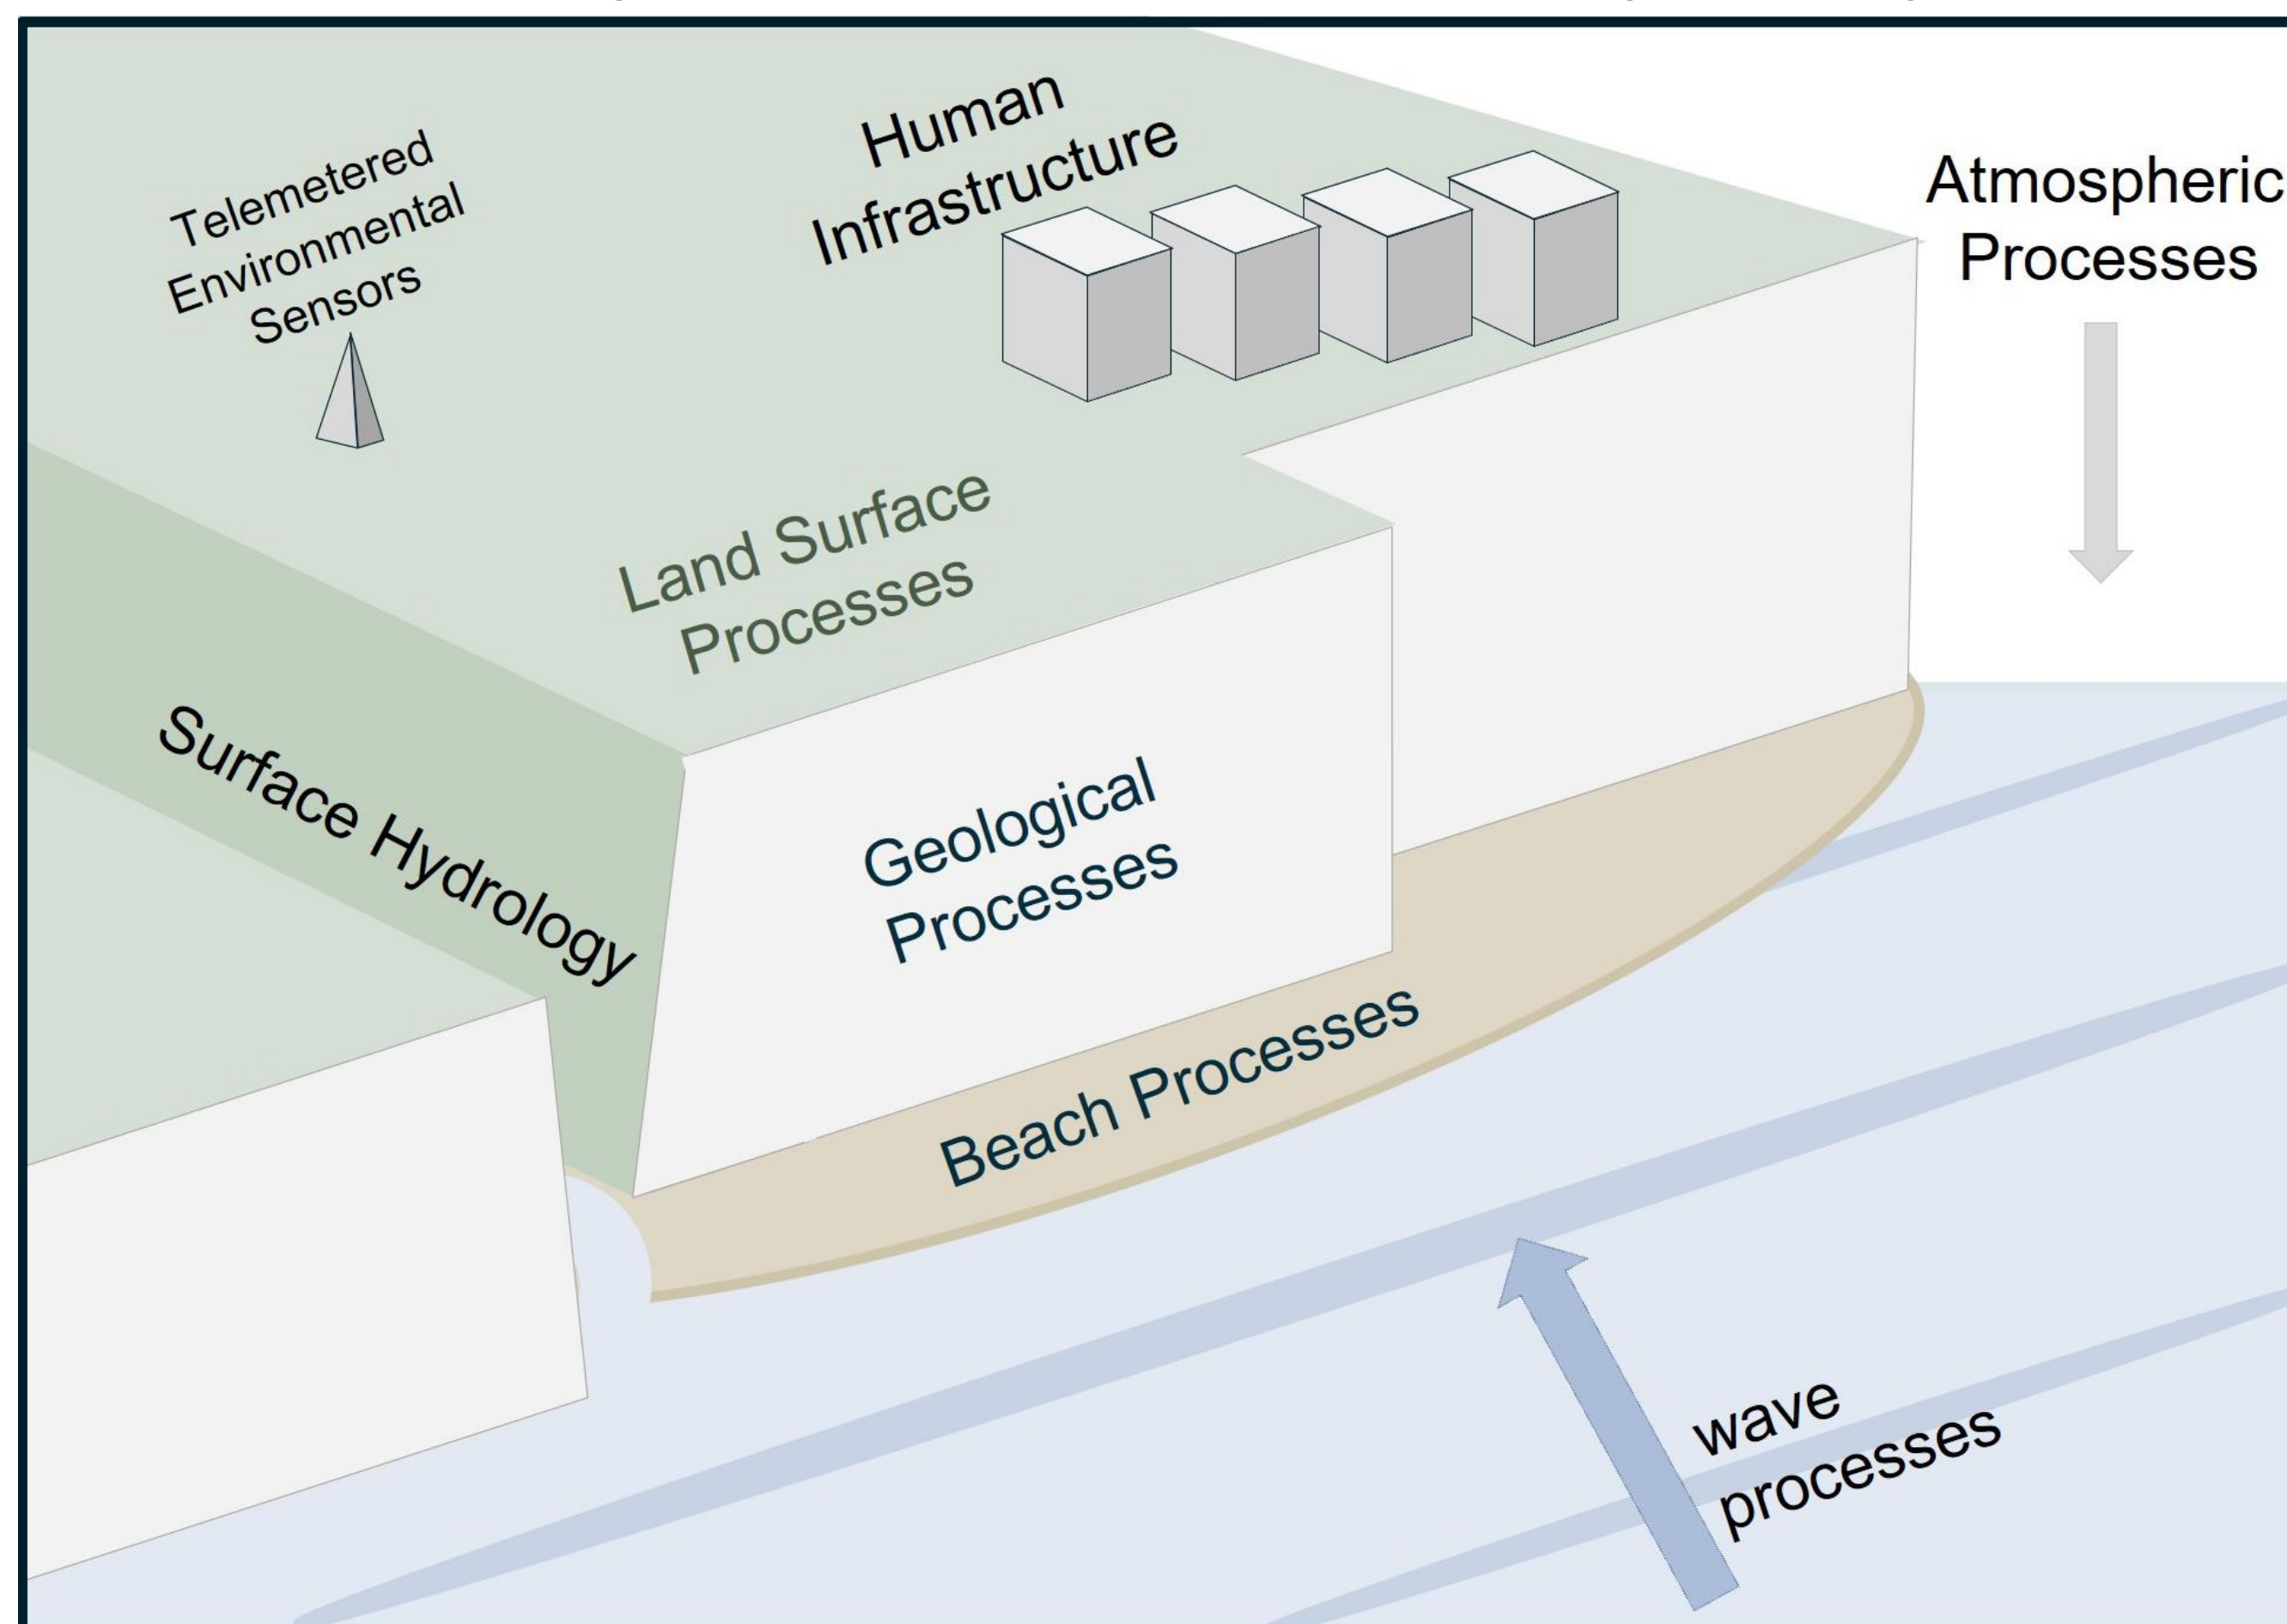 Human
Infrastructure
Telemetered
Environmental
Sensors
Atmospheric
Processes
Land Surface
Processes
Surface Hydrology
Geological
Processes
Beach Processes
wave
processes